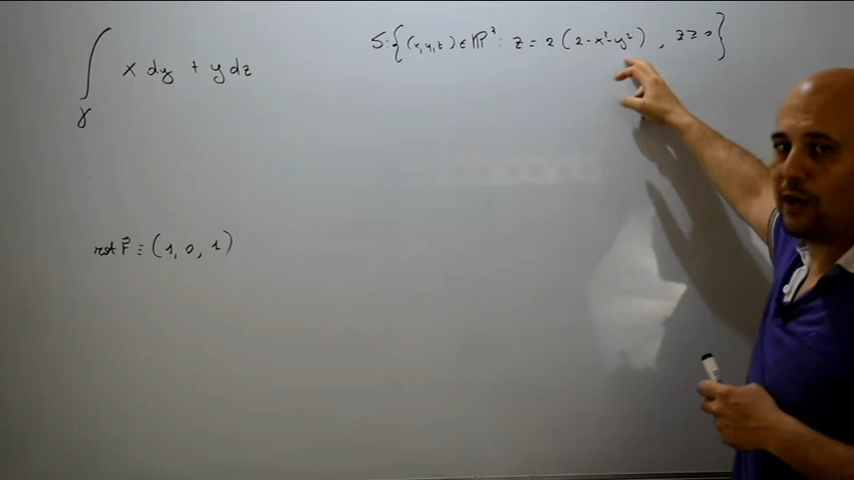 ∫γ x dy + y dz
S: {(x,y,z) ∈ ℝ³ : z = 2 (2 - x² - y²) , z ≥ 0}
rot F⃗ ≡ (1, 0, 1)